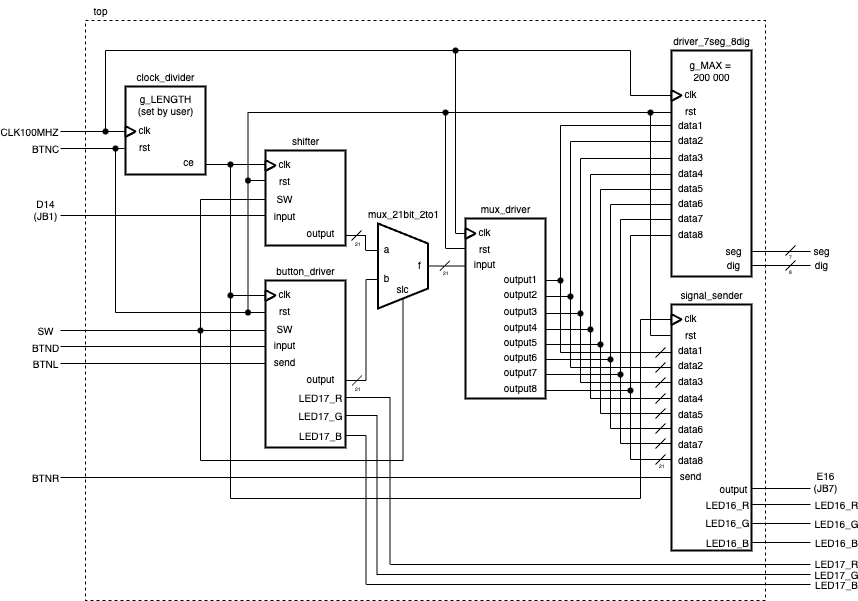 top
driver_7seg_8dig
g_MAX =
200 000
clk
rst
data1
data2
data3
data4
data5
data6
data7
data8
seg
dig
7
8
seg
dig
clock_divider
g_LENGTH
(set by user)
clk
rst
ce
CLK100MHZ
BTNC
shifter
clk
rst
SW
input
output
21
D14
(JB1)
mux_21bit_2to1
a
b
f
slc
21
mux_driver
clk
rst
input
output1
output2
output3
output4
output5
output6
output7
output8
button_driver
clk
rst
SW
input
send
output
21
LED17_R
LED17_G
LED17_B
SW
BTND
BTNL
BTNR
signal_sender
clk
rst
data1
data2
data3
data4
data5
data6
data7
data8
21
send
output
LED16_R
LED16_G
LED16_B
E16
(JB7)
LED16_R
LED16_G
LED16_B
LED17_R
LED17_G
LED17_B